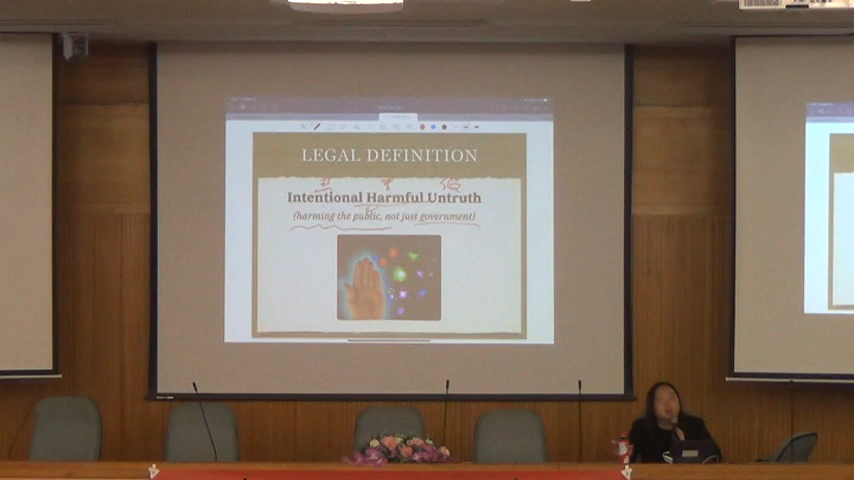 LEGAL DEFINITION
Intentional Harmful Untruth
(harming the public, not just government)